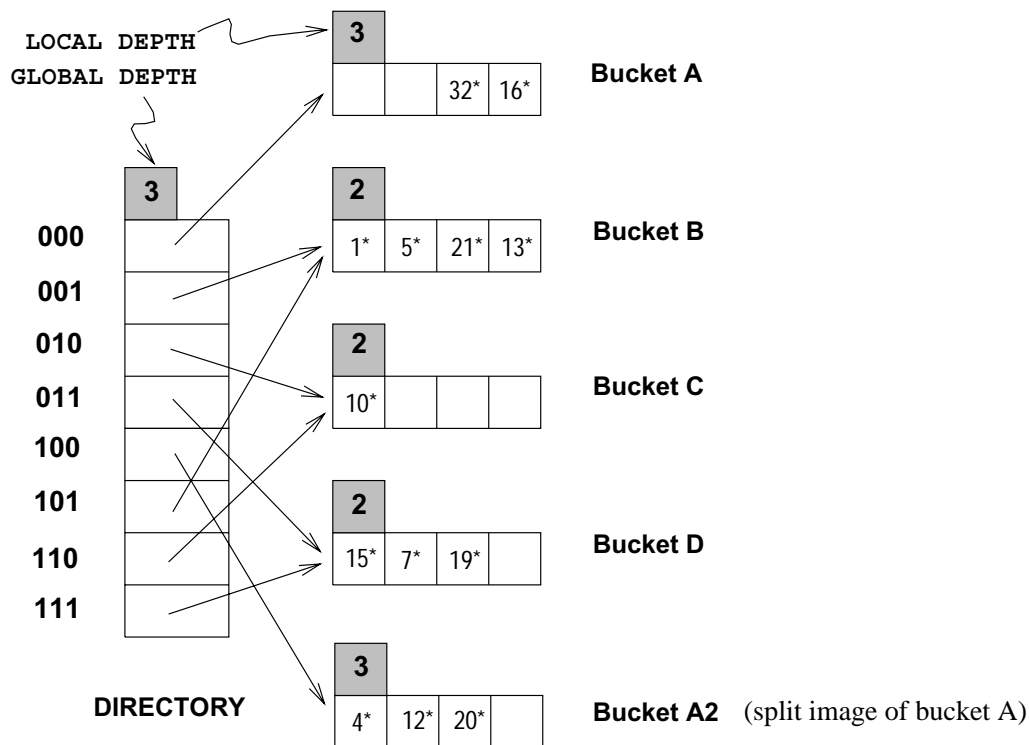 LOCAL DEPTH
GLOBAL DEPTH
3
32* 16*
Bucket A
3
000
001
010
011
100
101
110
111
DIRECTORY
2
1* 5* 21* 13*
Bucket B
2
10*
Bucket C
2
15* 7* 19*
Bucket D
3
4* 12* 20*
Bucket A2 (split image of bucket A)